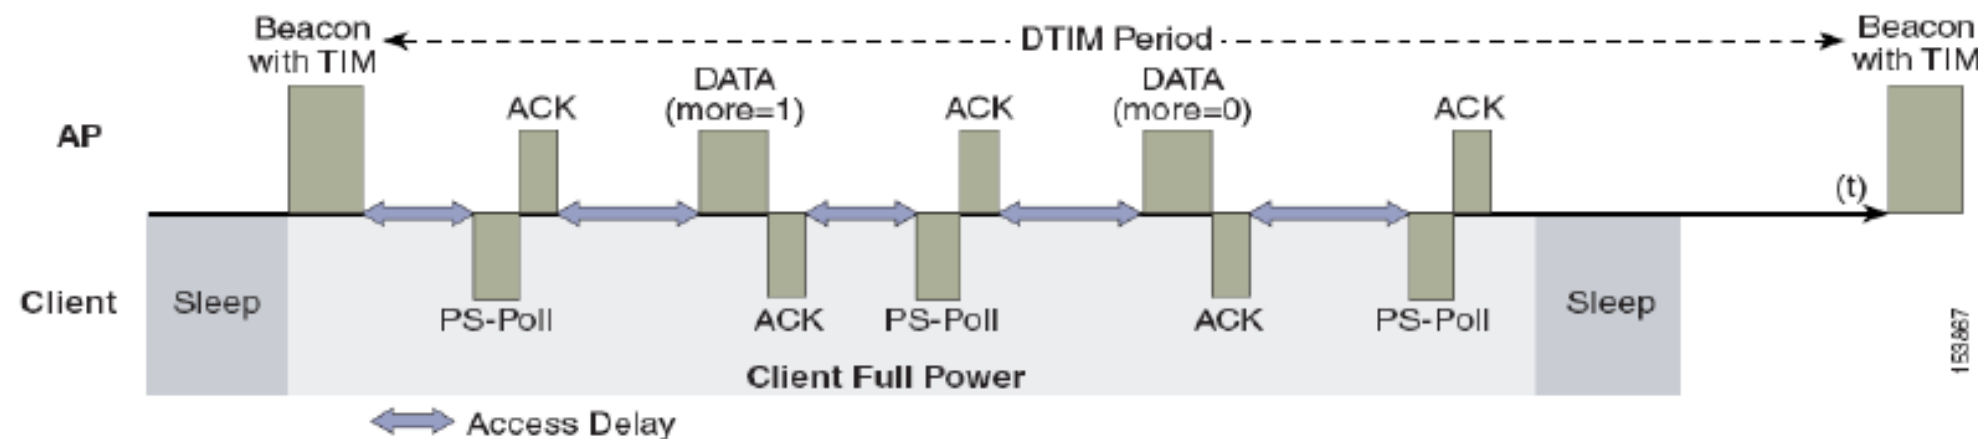 Beacon
with TIM
DTIM Period
Beacon
with TIM
DATA
(more=1)
DATA
(more=0)
ACK
ACK
ACK
AP
(t)
Client
Sleep
Sleep
PS-Poll
ACK
PS-Poll
ACK
PS-Poll
Client Full Power
Access Delay
153867